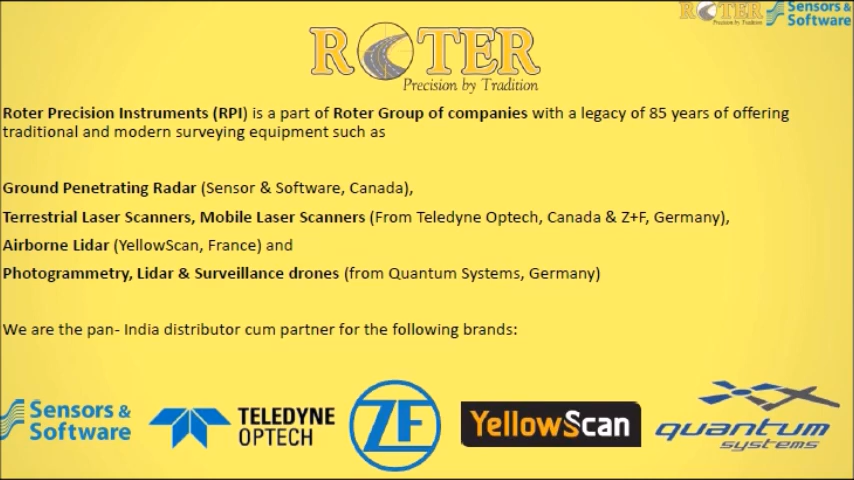 ROTER
Precision by Tradition
Sensors &
Software
ROTER
Precision by Tradition
Roter Precision Instruments (RPI) is a part of Roter Group of companies with a legacy of 85 years of offering
traditional and modern surveying equipment such as
Ground Penetrating Radar (Sensor & Software, Canada),
Terrestrial Laser Scanners, Mobile Laser Scanners (From Teledyne Optech, Canada & Z+F, Germany),
Airborne Lidar (YellowScan, France) and
Photogrammetry, Lidar & Surveillance drones (from Quantum Systems, Germany)
We are the pan- India distributor cum partner for the following brands:
Sensors &
Software
TELEDYNE
OPTECH
ZF
YellowScan
quantum
systems